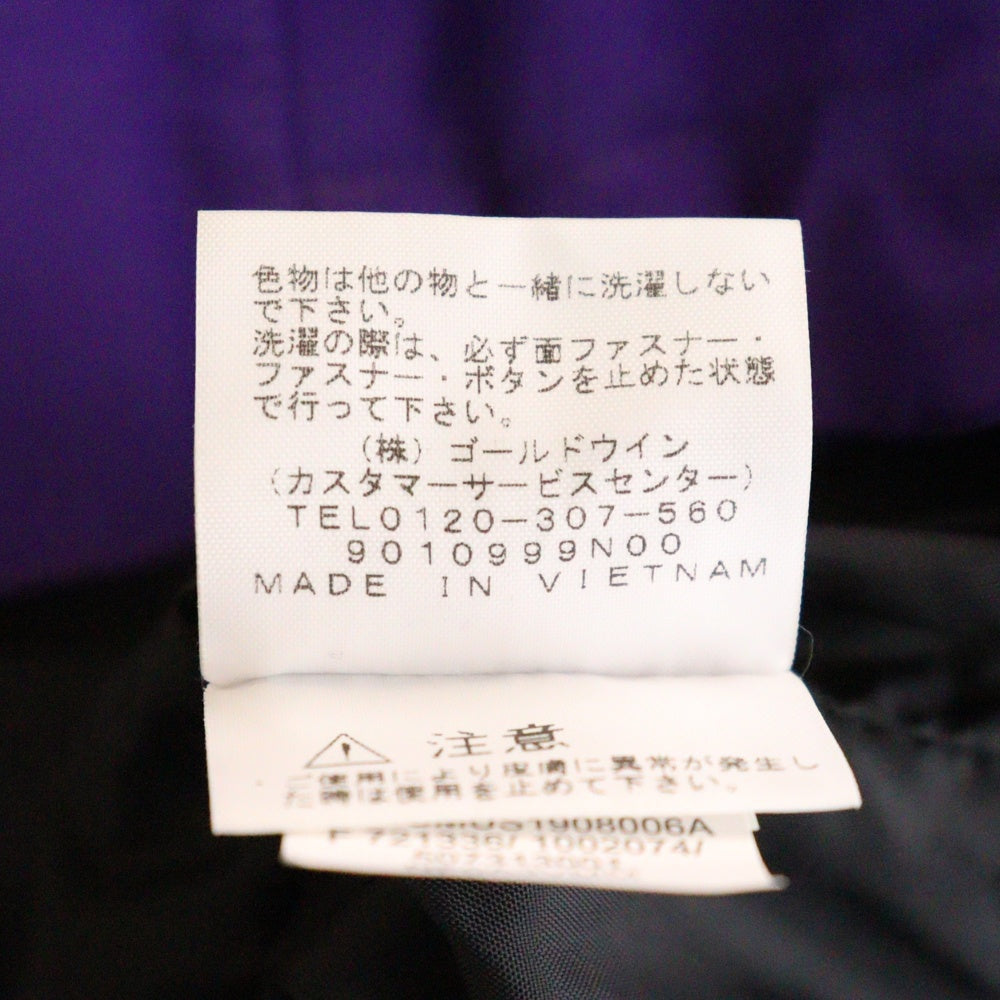 色物は他の物と一緒に洗濯しない
で下さい。
洗濯の際は、必ず面ファスナー・
ファスナー・ボタンを止めた状態
で行って下さい。
(株) ゴールドウイン
(カスタマーサービスセンター)
TEL0120-307-560
9010999N00
MADE IN VIETNAM
注意
ご使用により皮膚に異常が発生し
た時は使用を止めて下さい。
1908006A
F 721336/ 1002074/